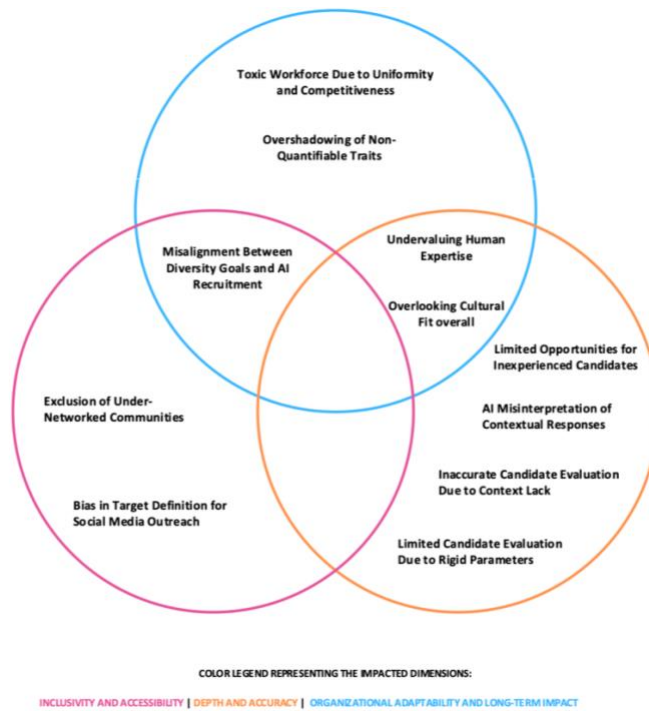 Toxic Workforce Due to Uniformity
and Competitiveness
Overshadowing of Non-
Quantifiable Traits
Misalignment Between
Diversity Goals and AI
Recruitment
Undervaluing Human
Expertise
Overlooking Cultural
Fit overall
Limited Opportunities for
Inexperienced Candidates
Exclusion of Under-
Networked Communities
AI Misinterpretation of
Contextual Responses
Inaccurate Candidate Evaluation
Due to Context Lack
Bias in Target Definition for
Social Media Outreach
Limited Candidate Evaluation
Due to Rigid Parameters
COLOR LEGEND REPRESENTING THE IMPACTED DIMENSIONS:
INCLUSIVITY AND ACCESSIBILITY | DEPTH AND ACCURACY | ORGANIZATIONAL ADAPTABILITY AND LONG-TERM IMPACT